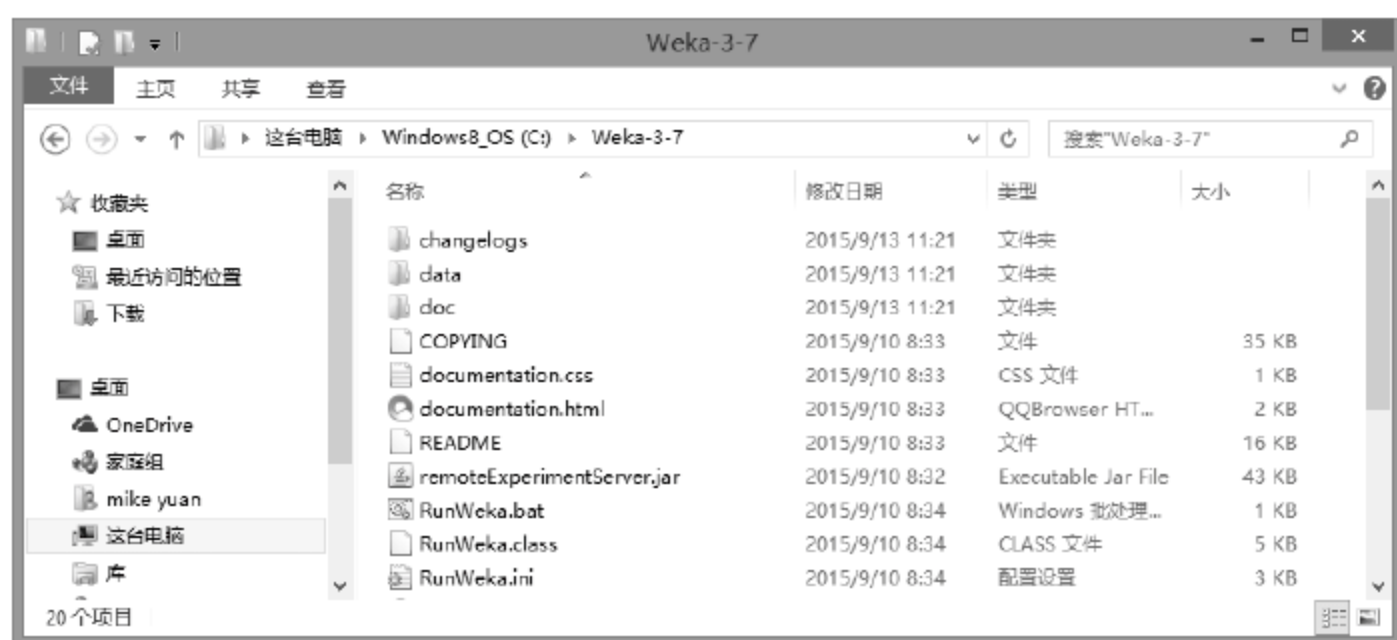 Weka-3-7
文件 主页 共享 查看
这台电脑 Windows8_OS (C:) Weka-3-7 搜索"Weka-3-7"
收藏夹
桌面
最近访问的位置
下载
桌面
OneDrive
家庭组
mike yuan
这台电脑
库
名称 修改日期 类型 大小
changelogs 2015/9/13 11:21 文件夹
data 2015/9/13 11:21 文件夹
doc 2015/9/13 11:21 文件夹
COPYING 2015/9/10 8:33 文件 35 KB
documentation.css 2015/9/10 8:33 CSS 文件 1 KB
documentation.html 2015/9/10 8:33 QQBrowser HT... 2 KB
README 2015/9/10 8:33 文件 16 KB
remoteExperimentServer.jar 2015/9/10 8:32 Executable Jar File 43 KB
RunWeka.bat 2015/9/10 8:34 Windows 批处理... 1 KB
RunWeka.class 2015/9/10 8:34 CLASS 文件 5 KB
RunWeka.ini 2015/9/10 8:34 配置设置 3 KB
20 个项目